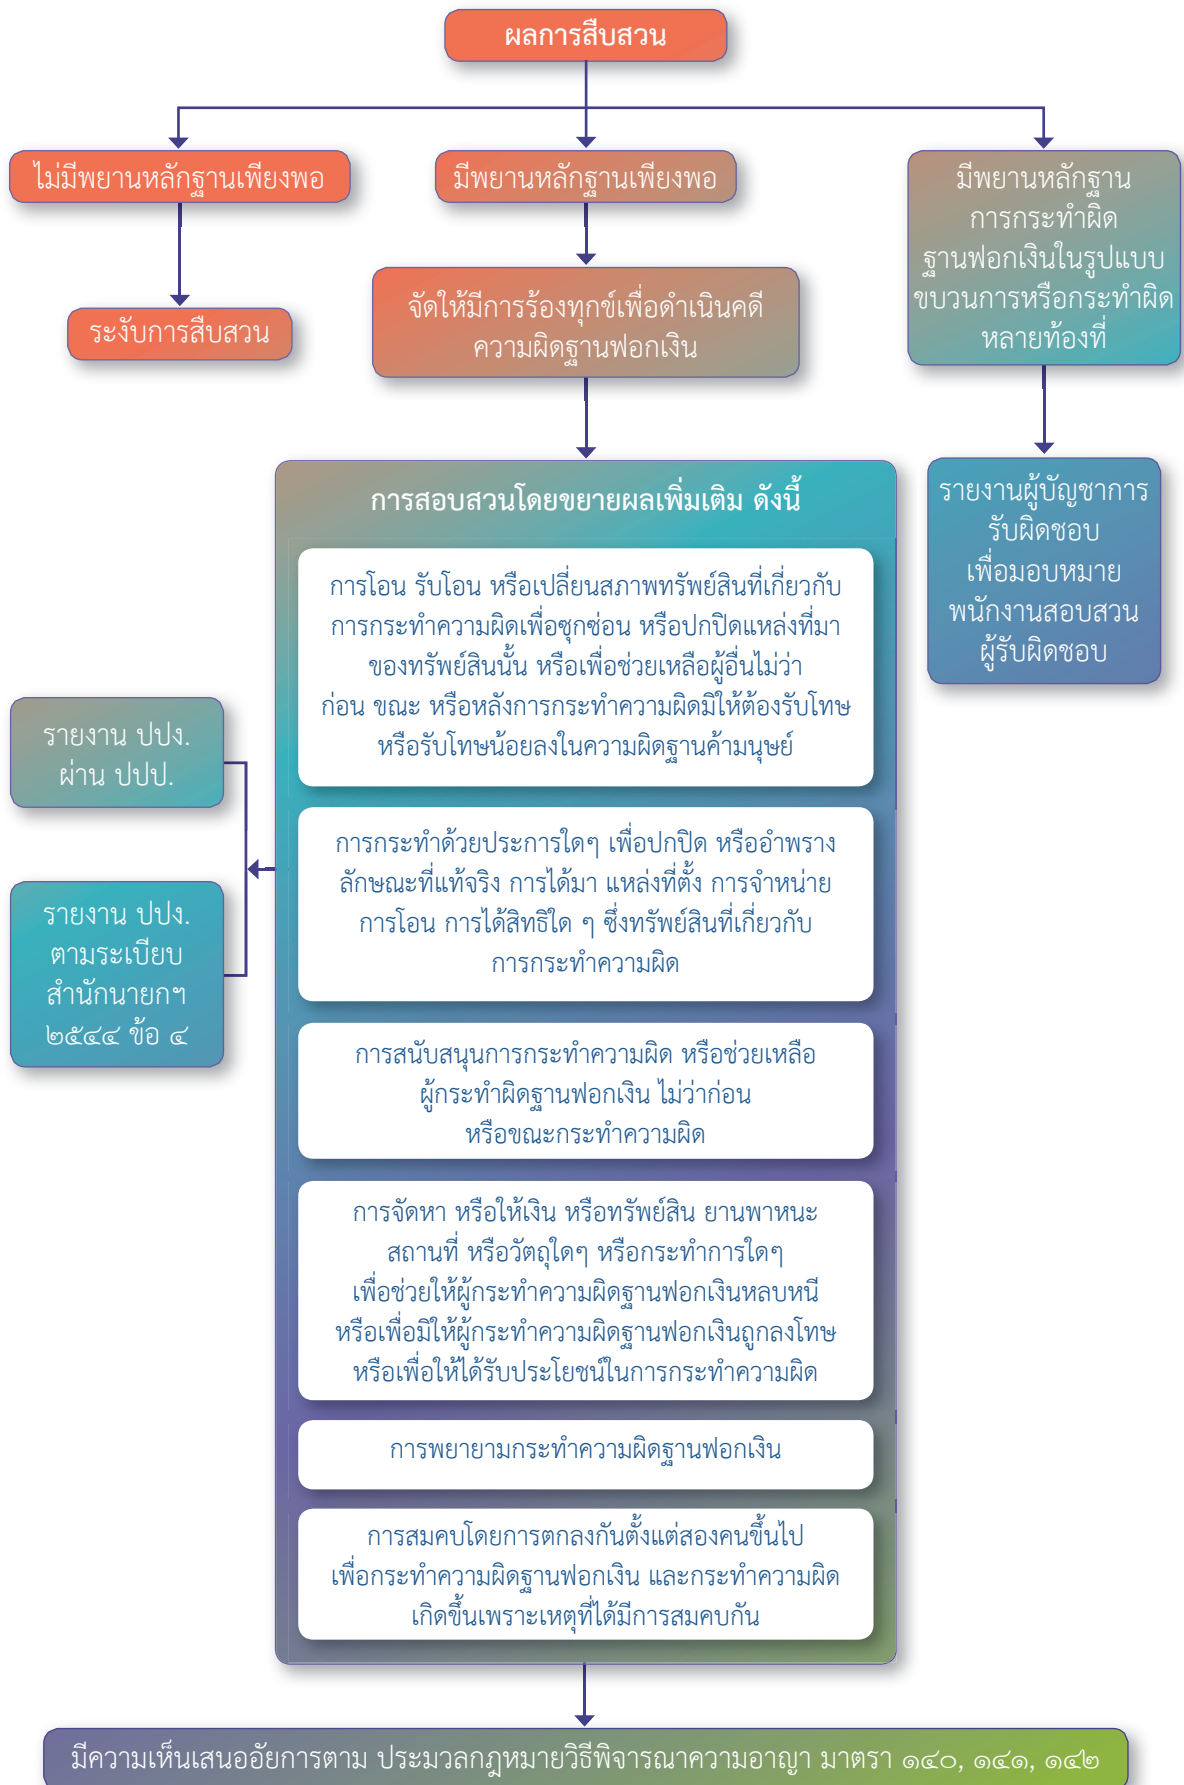 ผลการสืบสวน
ไม่มีพยานหลักฐานเพียงพอ
ระงับการสืบสวน
มีพยานหลักฐานเพียงพอ
จัดให้มีการร้องทุกข์เพื่อดำเนินคดี
ความผิดฐานฟอกเงิน
มีพยานหลักฐาน
การกระทำผิด
ฐานฟอกเงินในรูปแบบ
ขบวนการหรือกระทำผิด
หลายท้องที่
รายงานผู้บัญชาการ
รับผิดชอบ
เพื่อมอบหมาย
พนักงานสอบสวน
ผู้รับผิดชอบ
การสอบสวนโดยขยายผลเพิ่มเติม ดังนี้
การโอน รับโอน หรือเปลี่ยนสภาพทรัพย์สินที่เกี่ยวกับ
การกระทำความผิดเพื่อซุกซ่อน หรือปกปิดแหล่งที่มา
ของทรัพย์สินนั้น หรือเพื่อช่วยเหลือผู้อื่นไม่ว่า
ก่อน ขณะ หรือหลังการกระทำความผิดมิให้ต้องรับโทษ
หรือรับโทษน้อยลงในความผิดฐานค้ามนุษย์
การกระทำด้วยประการใดๆ เพื่อปกปิด หรืออำพราง
ลักษณะที่แท้จริง การได้มา แหล่งที่ตั้ง การจำหน่าย
การโอน การได้สิทธิใด ๆ ซึ่งทรัพย์สินที่เกี่ยวกับ
การกระทำความผิด
การสนับสนุนการกระทำความผิด หรือช่วยเหลือ
ผู้กระทำผิดฐานฟอกเงิน ไม่ว่าก่อน
หรือขณะกระทำความผิด
การจัดหา หรือให้เงิน หรือทรัพย์สิน ยานพาหนะ
สถานที่ หรือวัตถุใดๆ หรือกระทำการใดๆ
เพื่อช่วยให้ผู้กระทำความผิดฐานฟอกเงินหลบหนี
หรือเพื่อมิให้ผู้กระทำความผิดฐานฟอกเงินถูกลงโทษ
หรือเพื่อให้ได้รับประโยชน์ในการกระทำความผิด
การพยายามกระทำความผิดฐานฟอกเงิน
การสมคบโดยการตกลงกันตั้งแต่สองคนขึ้นไป
เพื่อกระทำความผิดฐานฟอกเงิน และกระทำความผิด
เกิดขึ้นเพราะเหตุที่ได้มีการสมคบกัน
รายงาน ปปง.
ผ่าน ปปป.
รายงาน ปปง.
ตามระเบียบ
สำนักนายกฯ
๒๕๔๔ ข้อ ๔
มีความเห็นเสนออัยการตาม ประมวลกฎหมายวิธีพิจารณาความอาญา มาตรา ๑๔๐, ๑๔๑, ๑๔๒